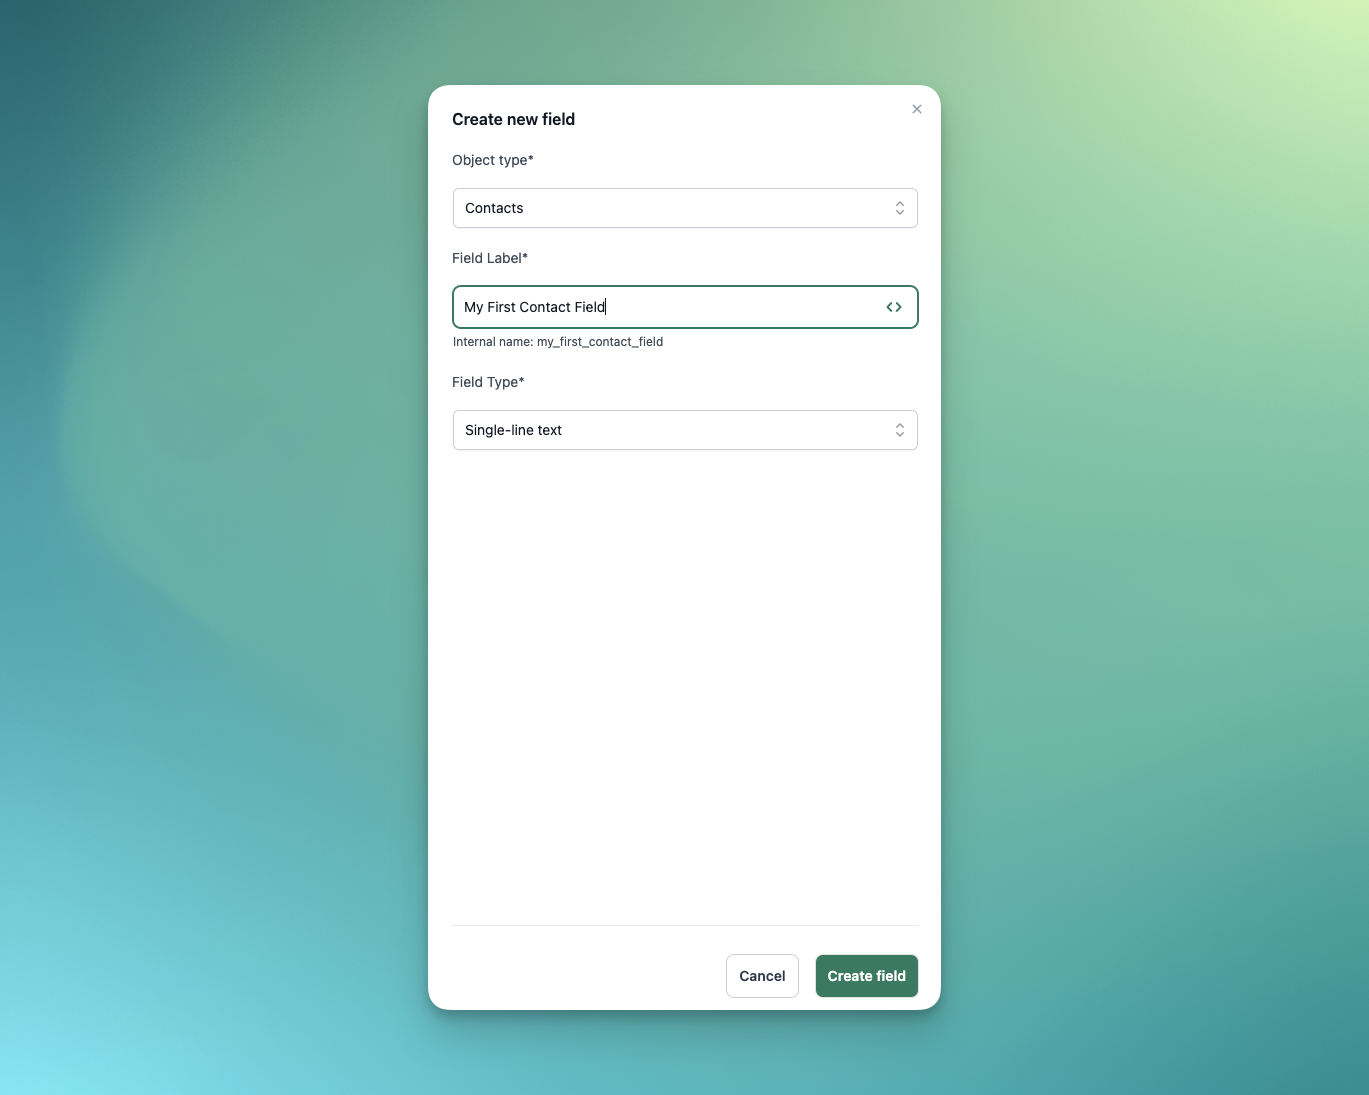 Create new field
Object type*
Contacts
Field Label*
My First Contact Field
Internal name: my_first_contact_field
Field Type*
Single-line text
Cancel
Create field